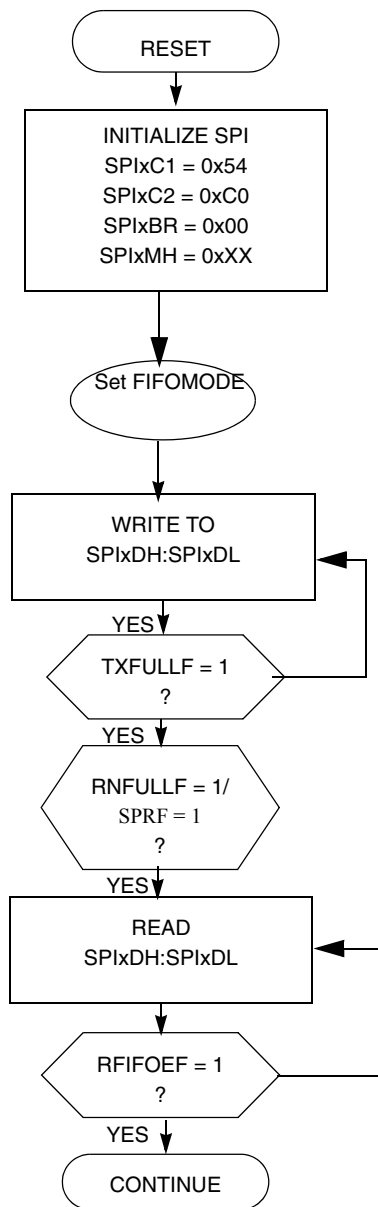 RESET
INITIALIZE SPI
SPIxC1 = 0x54
SPIxC2 = 0xC0
SPIxBR = 0x00
SPIxMH = 0xXX
Set FIFOMODE
WRITE TO
SPIxDH:SPIxDL
YES
TXFULLF = 1
?
YES
RNFULLF = 1/
SPRF = 1
?
YES
READ
SPIxDH:SPIxDL
RFIFOEF = 1
?
YES
CONTINUE